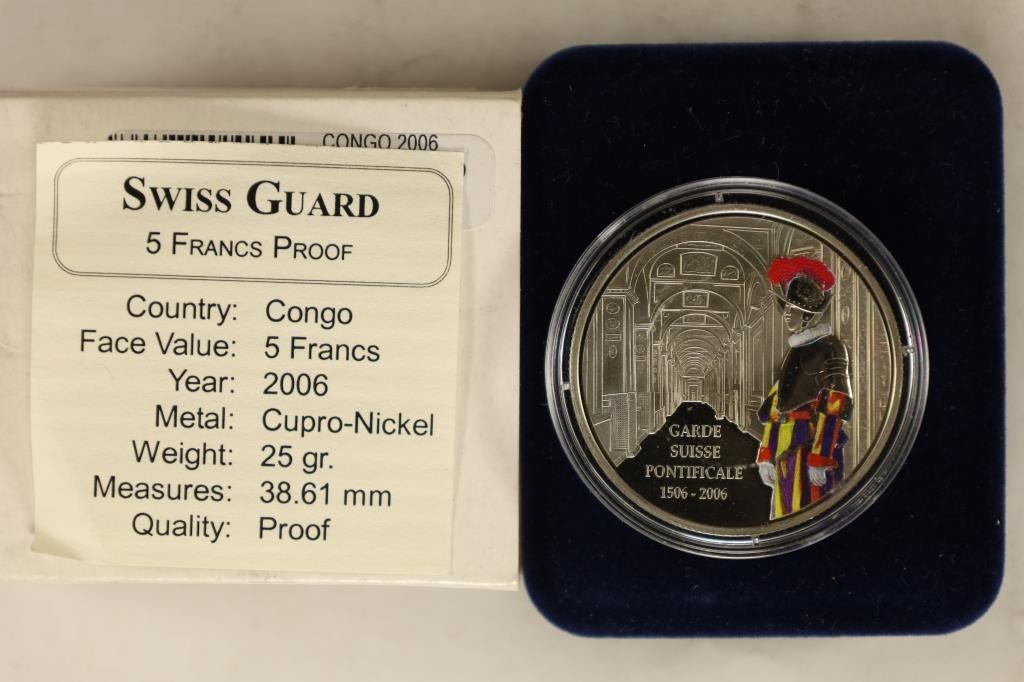 CONGO 2006
SWISS GUARD
5 FRANCS PROOF
Country: Congo
Face Value: 5 Francs
Year: 2006
Metal: Cupro-Nickel
Weight: 25 gr.
Measures: 38.61 mm
Quality: Proof
GARDE
SUISSE
PONTIFICALE
1506 - 2006